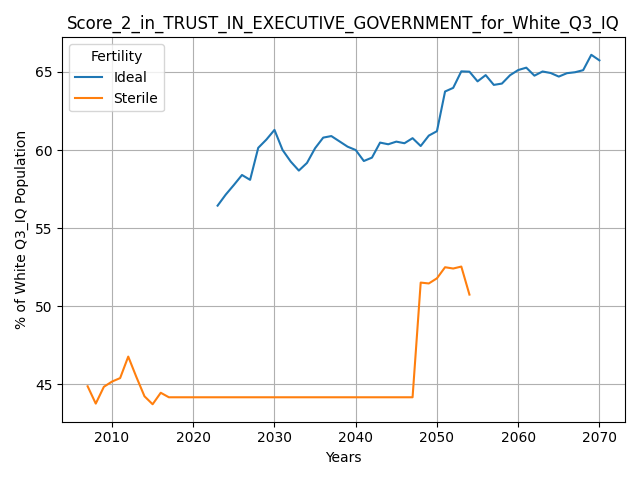 Score_2_in_TRUST_IN_EXECUTIVE_GOVERNMENT_for_White_Q3_IQ
Fertility
Ideal
Sterile
% of White Q3_IQ Population
65
60
55
50
45
2010 2020 2030 2040 2050 2060 2070
Years